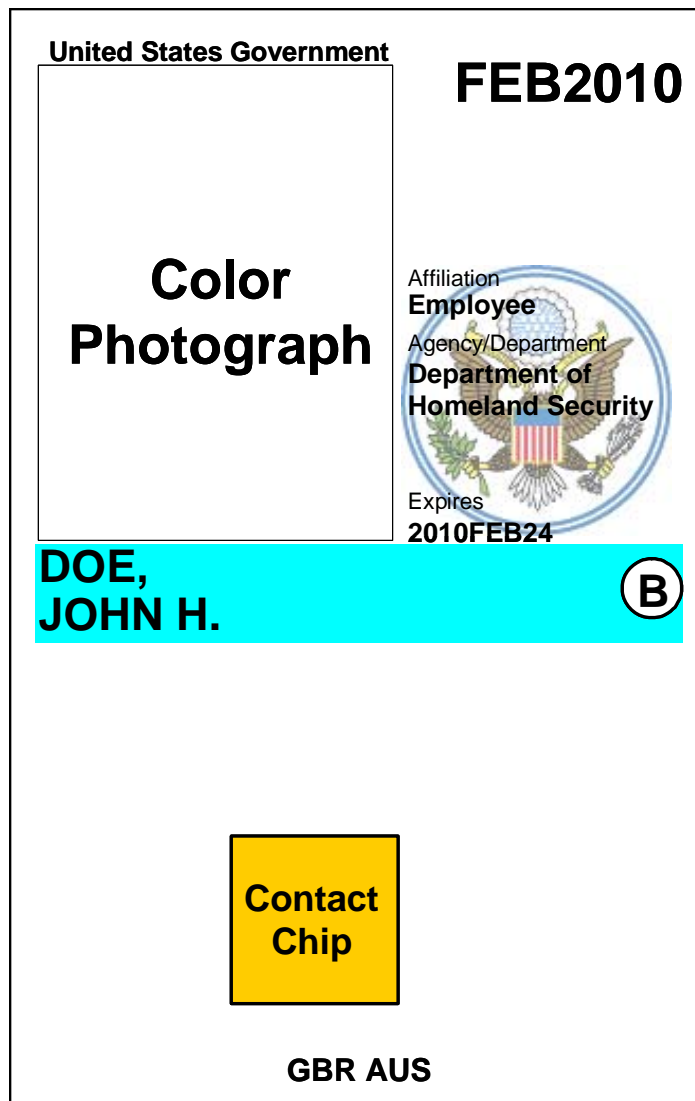 United States Government
FEB2010
Color
Photograph
Affiliation
Employee
Agency/Department
Department of
Homeland Security
Expires
2010FEB24
DOE,
JOHN H.
B
Contact
Chip
GBR AUS